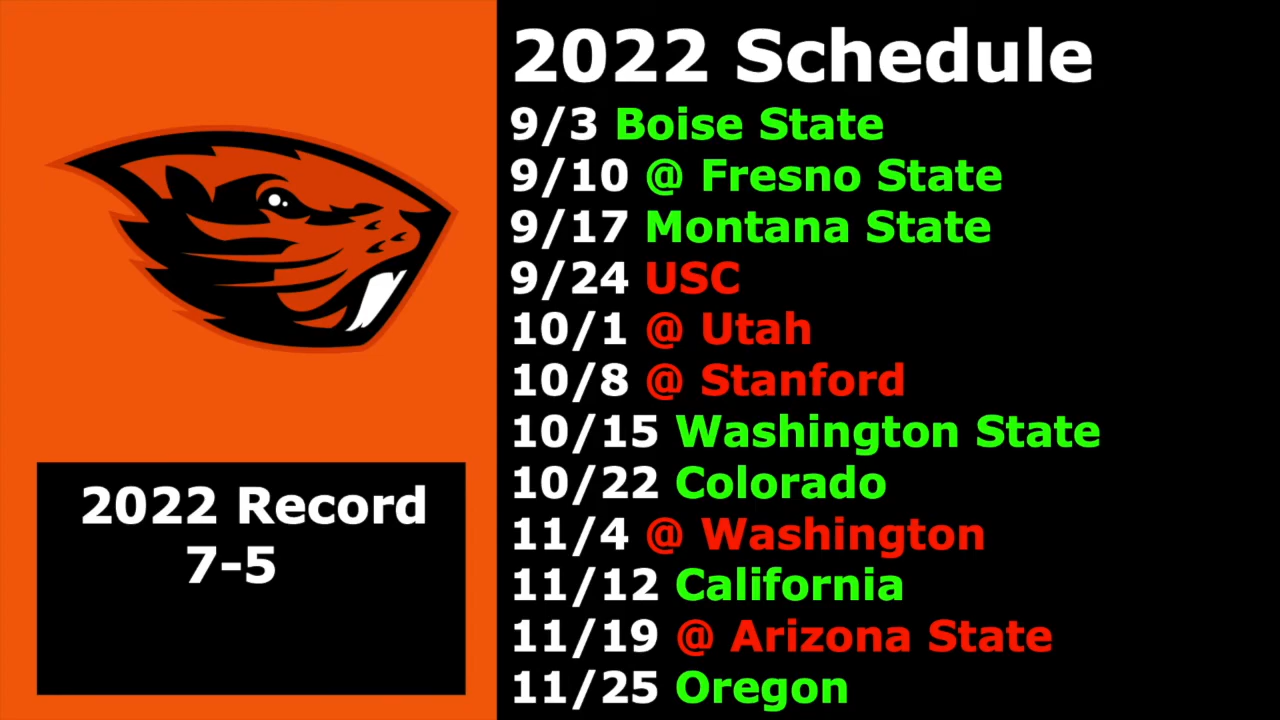 2022 Schedule
9/3 Boise State
9/10 @ Fresno State
9/17 Montana State
9/24 USC
10/1 @ Utah
10/8 @ Stanford
10/15 Washington State
10/22 Colorado
11/4 @ Washington
11/12 California
11/19 @ Arizona State
11/25 Oregon
2022 Record
7-5